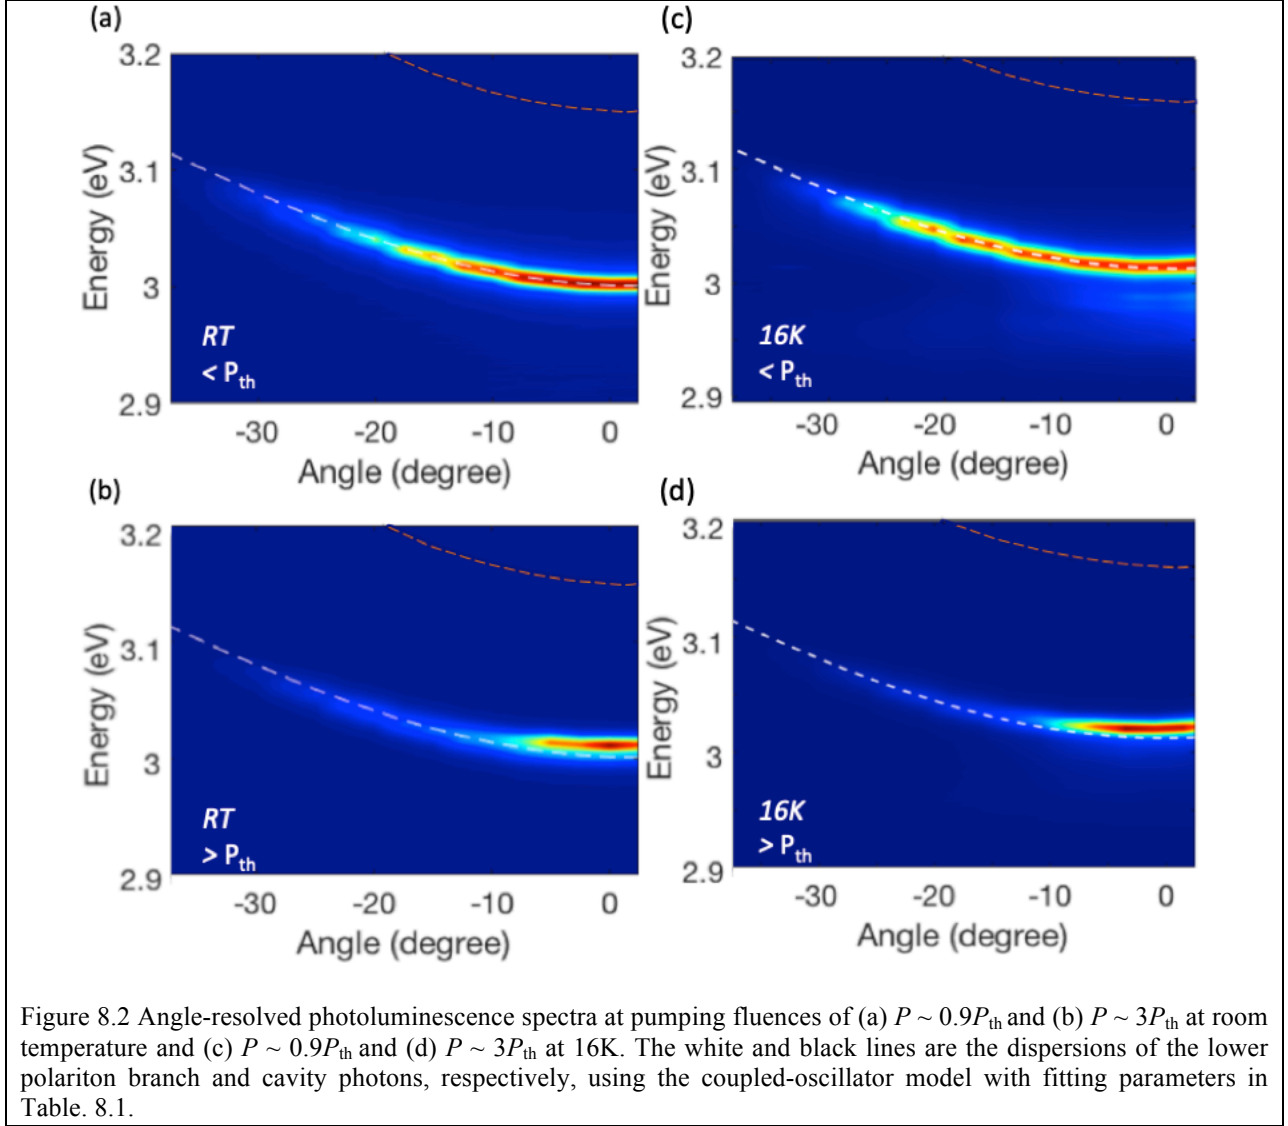 (a)
3.2
3.1
3
2.9
Energy (eV)
RT
< Pth
-30 -20 -10 0
Angle (degree)
(c)
3.2
3.1
3
2.9
Energy (eV)
16K
< Pth
-30 -20 -10 0
Angle (degree)
(b)
3.2
3.1
3
2.9
Energy (eV)
RT
> Pth
-30 -20 -10 0
Angle (degree)
(d)
3.2
3.1
3
2.9
Energy (eV)
16K
> Pth
-30 -20 -10 0
Angle (degree)
Figure 8.2 Angle-resolved photoluminescence spectra at pumping fluences of (a) P ~ 0.9Pth and (b) P ~ 3Pth at room
temperature and (c) P ~ 0.9Pth and (d) P ~ 3Pth at 16K. The white and black lines are the dispersions of the lower
polariton branch and cavity photons, respectively, using the coupled-oscillator model with fitting parameters in
Table. 8.1.